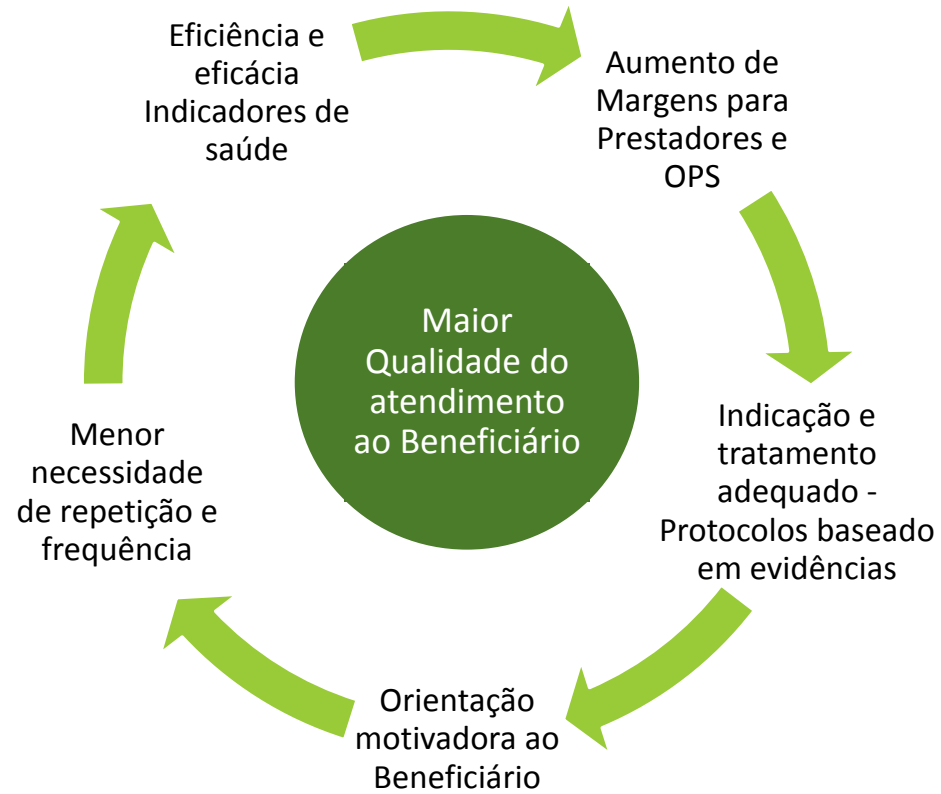 Eficiência e
eficácia
Indicadores de
saúde
Aumento de
Margens para
Prestadores e
OPS
Maior
Qualidade do
atendimento
ao Beneficiário
Indicação e
tratamento
adequado -
Protocolos baseado
em evidências
Menor
necessidade
de repetição e
frequência
Orientação
motivadora ao
Beneficiário